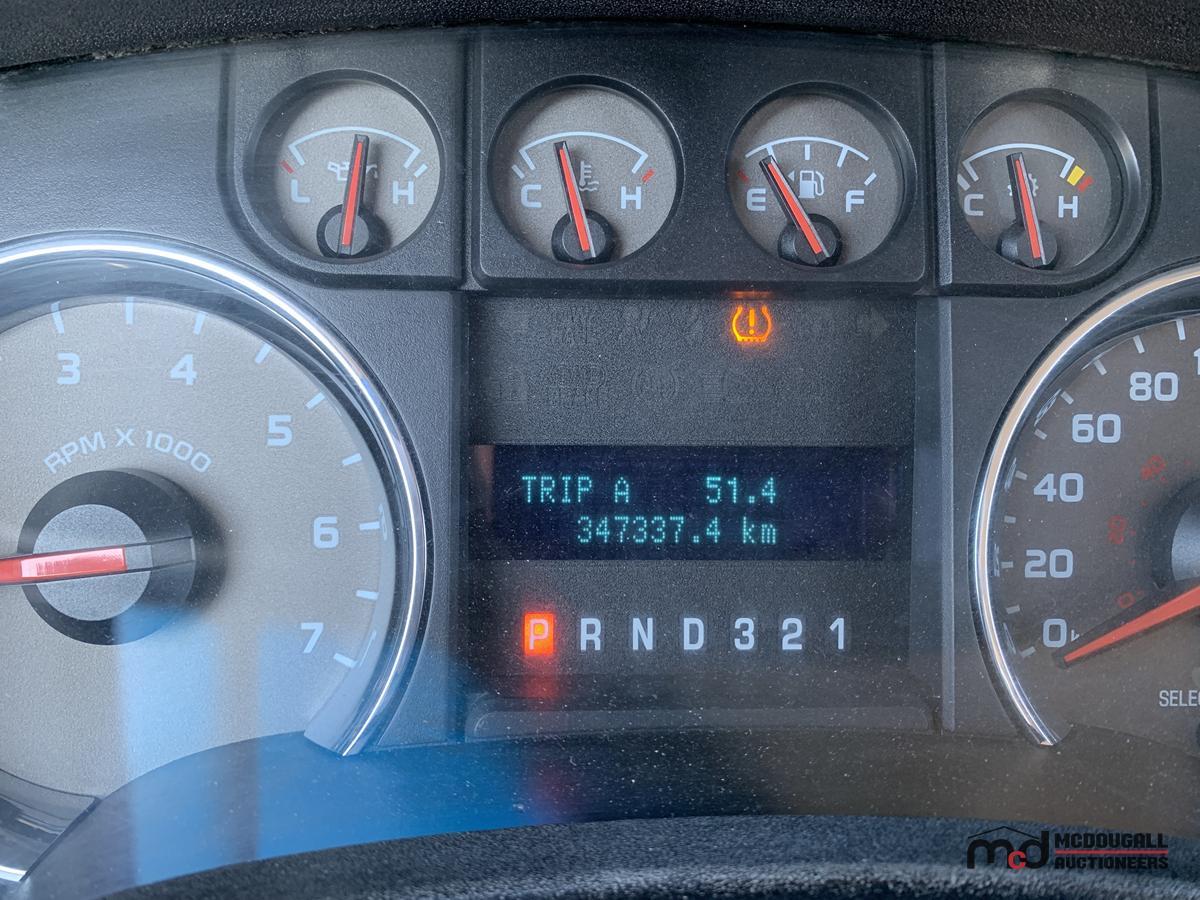 L H
C H
E F
C H
3 4 5 6 7
RPM X 1000
80
60
40
20
0
TRIP A 51.4
347337.4 km
P R N D 3 2 1
SELEC
mcd MCDOUGALL
AUCTIONEERS